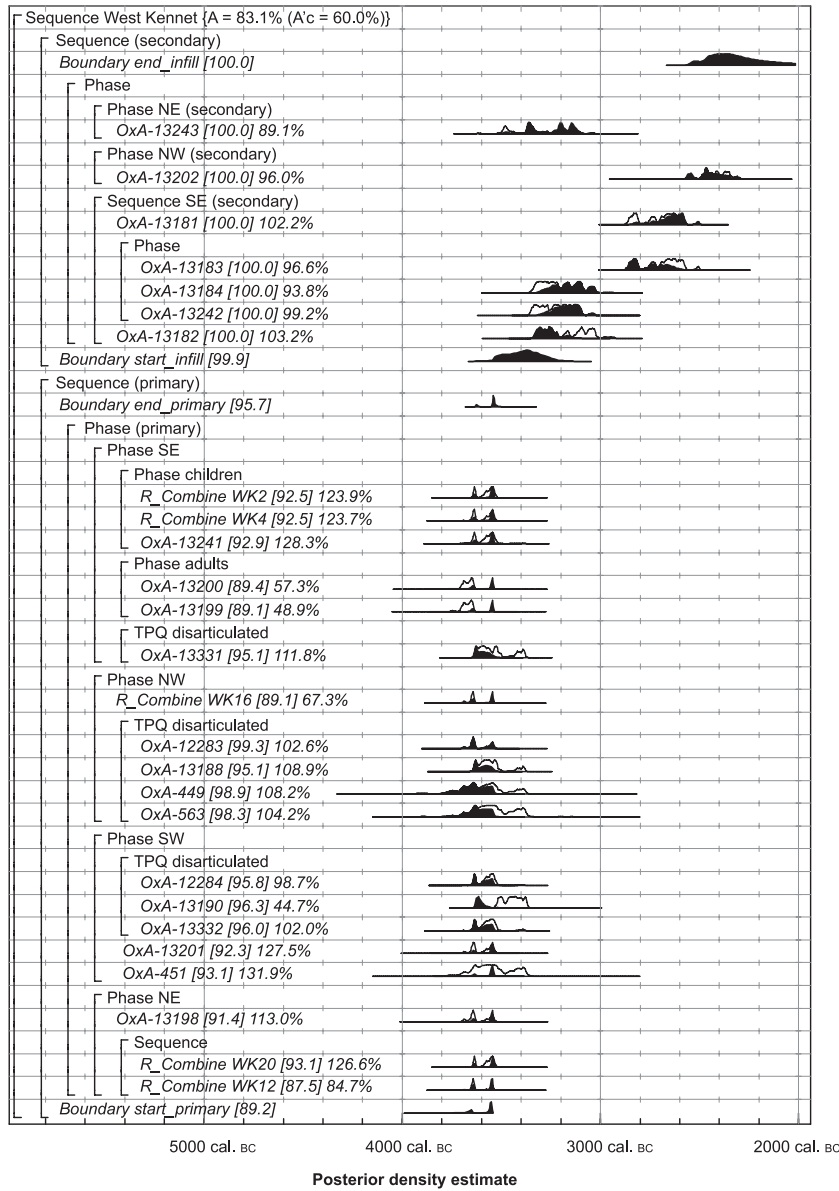 Sequence West Kennet {A = 83.1% (A'c = 60.0%)}
Sequence (secondary)
Boundary end_infill [100.0]
Phase
Phase NE (secondary)
OxA-13243 [100.0] 89.1%
Phase NW (secondary)
OxA-13202 [100.0] 96.0%
Sequence SE (secondary)
OxA-13181 [100.0] 102.2%
Phase
OxA-13183 [100.0] 96.6%
OxA-13184 [100.0] 93.8%
OxA-13242 [100.0] 99.2%
OxA-13182 [100.0] 103.2%
Boundary start_infill [99.9]
Sequence (primary)
Boundary end_primary [95.7]
Phase (primary)
Phase SE
Phase children
R_Combine WK2 [92.5] 123.9%
R_Combine WK4 [92.5] 123.7%
OxA-13241 [92.9] 128.3%
Phase adults
OxA-13200 [89.4] 57.3%
OxA-13199 [89.1] 48.9%
TPQ disarticulated
OxA-13331 [95.1] 111.8%
Phase NW
R_Combine WK16 [89.1] 67.3%
TPQ disarticulated
OxA-12283 [99.3] 102.6%
OxA-13188 [95.1] 108.9%
OxA-449 [98.9] 108.2%
OxA-563 [98.3] 104.2%
Phase SW
TPQ disarticulated
OxA-12284 [95.8] 98.7%
OxA-13190 [96.3] 44.7%
OxA-13332 [96.0] 102.0%
OxA-13201 [92.3] 127.5%
OxA-451 [93.1] 131.9%
Phase NE
OxA-13198 [91.4] 113.0%
Sequence
R_Combine WK20 [93.1] 126.6%
R_Combine WK12 [87.5] 84.7%
Boundary start_primary [89.2]
5000 cal. BC 4000 cal. BC 3000 cal. BC 2000 cal. BC
Posterior density estimate